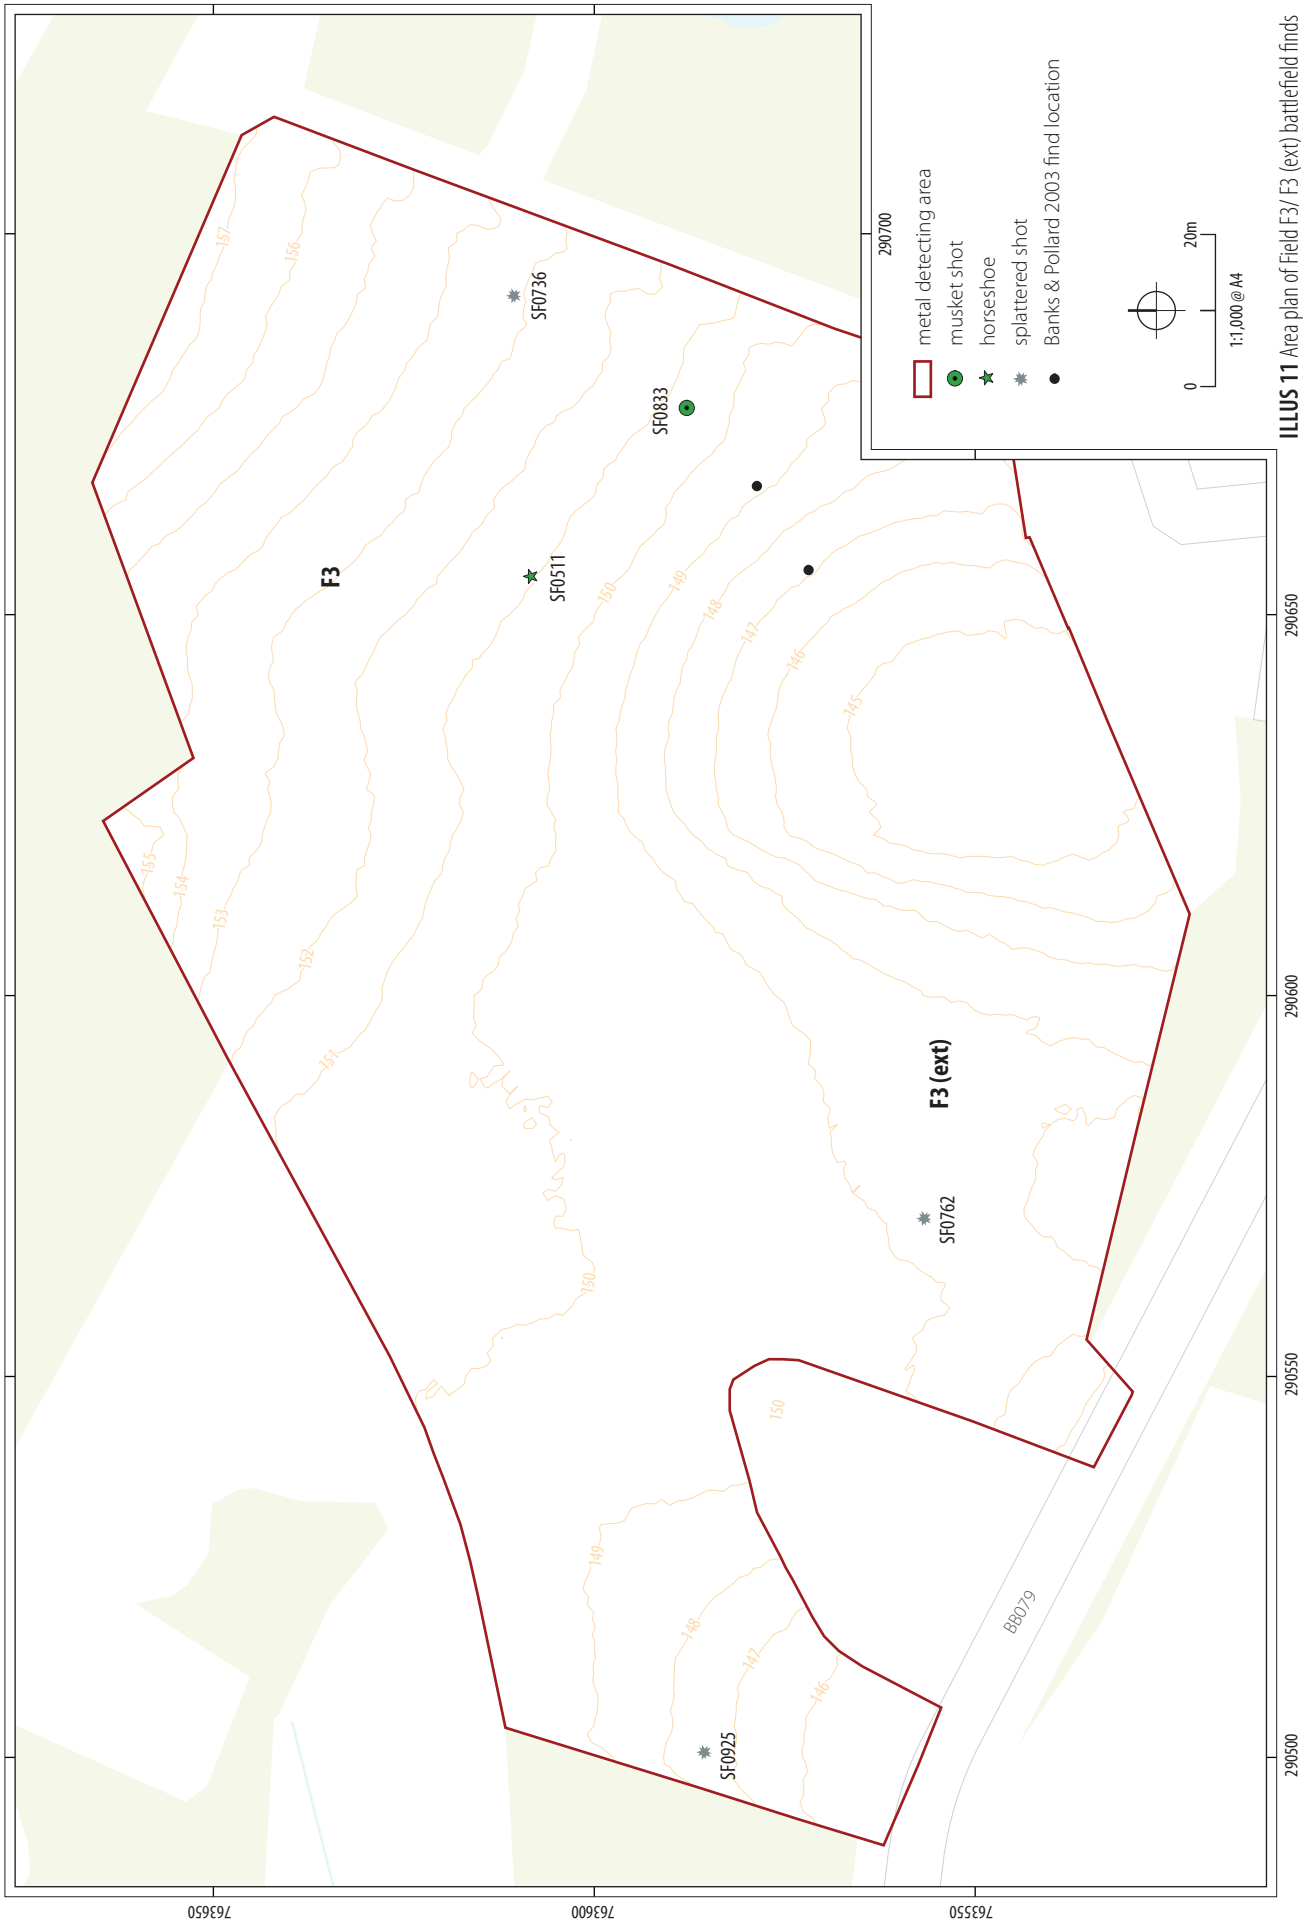 157
156
155
154
153
152
151
150
150
150
149
149
148
148
147
147
146
146
145
F3
F3 (ext)
SF0736
SF0833
SF0511
SF0762
SF0925
BB079
763650
763600
763550
290500
290550
290600
290650
290700
metal detecting area
musket shot
horseshoe
splattered shot
Banks & Pollard 2003 find location
0
20m
1:1,000 @ A4
ILLUS 11 Area plan of Field F3/ F3 (ext) battlefield finds